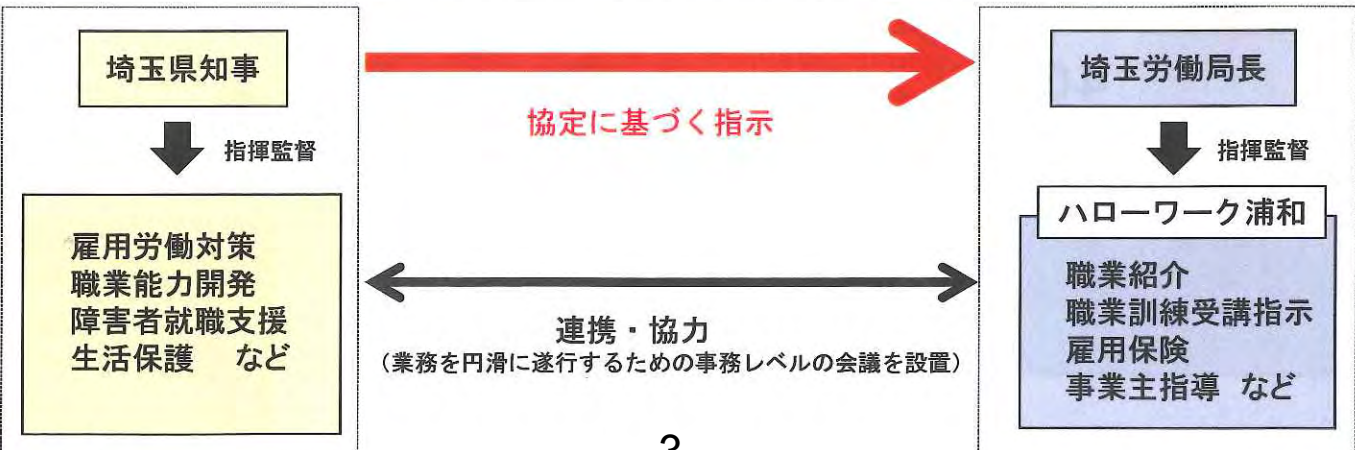 埼玉県知事
指揮監督
雇用労働対策
職業能力開発
障害者就職支援
生活保護 など
協定に基づく指示
連携・協力
(業務を円滑に遂行するための事務レベルの会議を設置)
埼玉労働局長
指揮監督
ハローワーク浦和
職業紹介
職業訓練受講指示
雇用保険
事業主指導 など
3